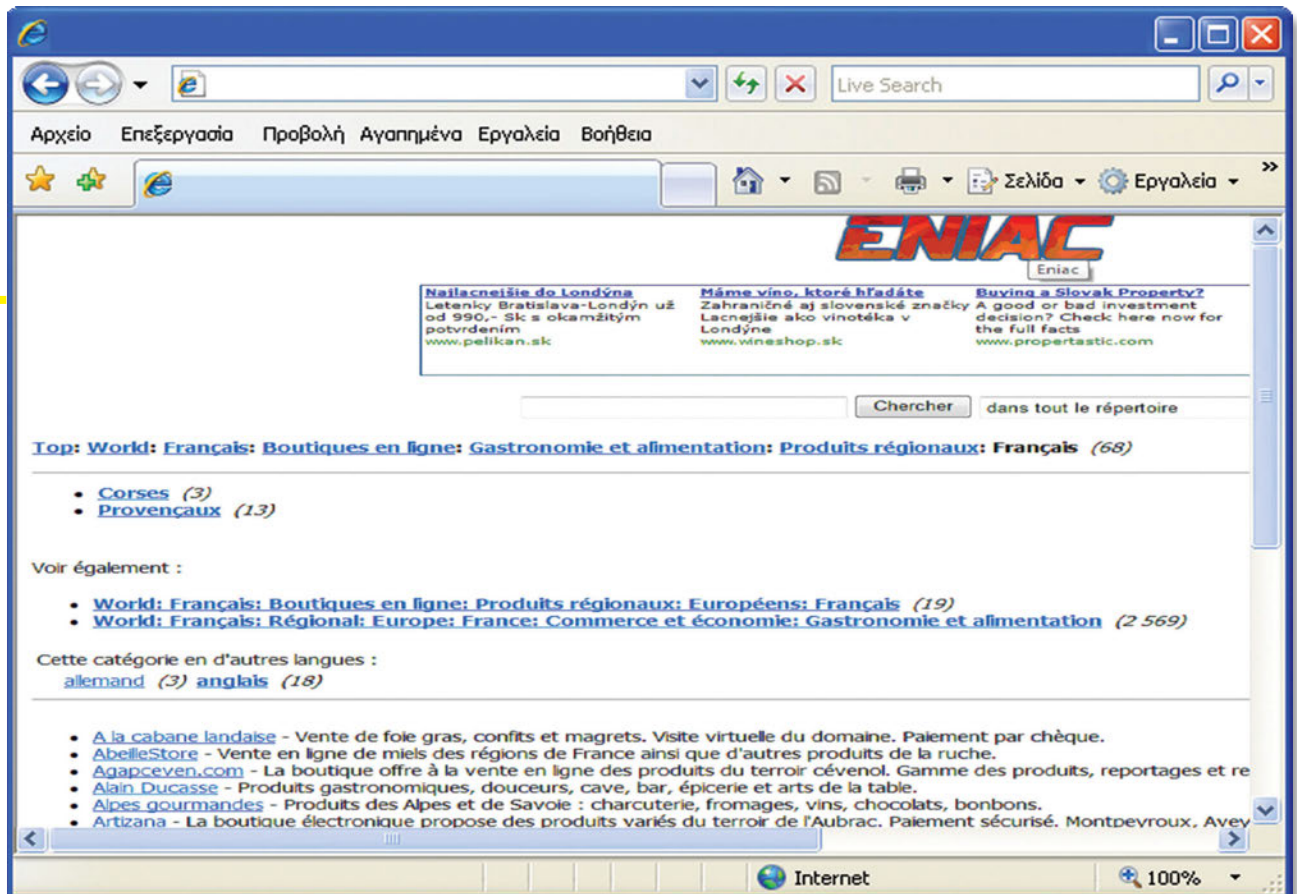 Live Search
Αρχείο Επεξεργασία Προβολή Αγαπημένα Εργαλεία Βοήθεια
Σελίδα Εργαλεία »
ENIAC
Eniac
Najlacnejšie do Londýna
Letenky Bratislava-Londýn už
od 990,- Sk s okamžitým
potvrdením
www.pelikan.sk
Máme víno, ktoré hľadáte
Zahraničné aj slovenské značky
Lacnejšie ako vinotéka v
Londýne
www.wineshop.sk
Buying a Slovak Property?
A good or bad investment
decision? Check here now for
the full facts
www.propertastic.com
Chercher dans tout le répertoire
Top: World: Français: Boutiques en ligne: Gastronomie et alimentation: Produits régionaux: Français (68)
• Corses (3)
• Provençaux (13)
Voir également :
• World: Français: Boutiques en ligne: Produits régionaux: Européens: Français (19)
• World: Français: Régional: Europe: France: Commerce et économie: Gastronomie et alimentation (2 569)
Cette catégorie en d'autres langues :
allemand (3) anglais (18)
• A la cabane landaise - Vente de foie gras, confits et magrets. Visite virtuelle du domaine. Paiement par chèque.
• AbeilleStore - Vente en ligne de miels des régions de France ainsi que d'autres produits de la ruche.
• Agapceven.com - La boutique offre à la vente en ligne des produits du terroir cévenol. Gamme des produits, reportages et re
• Alain Ducasse - Produits gastronomiques, douceurs, cave, bar, épicerie et arts de la table.
• Alpes gourmandes - Produits des Alpes et de Savoie : charcuterie, fromages, vins, chocolats, bonbons.
• Artizana - La boutique électronique propose des produits variés du terroir de l'Aubrac. Paiement sécurisé. Montpeyroux, Avey
Internet 100%